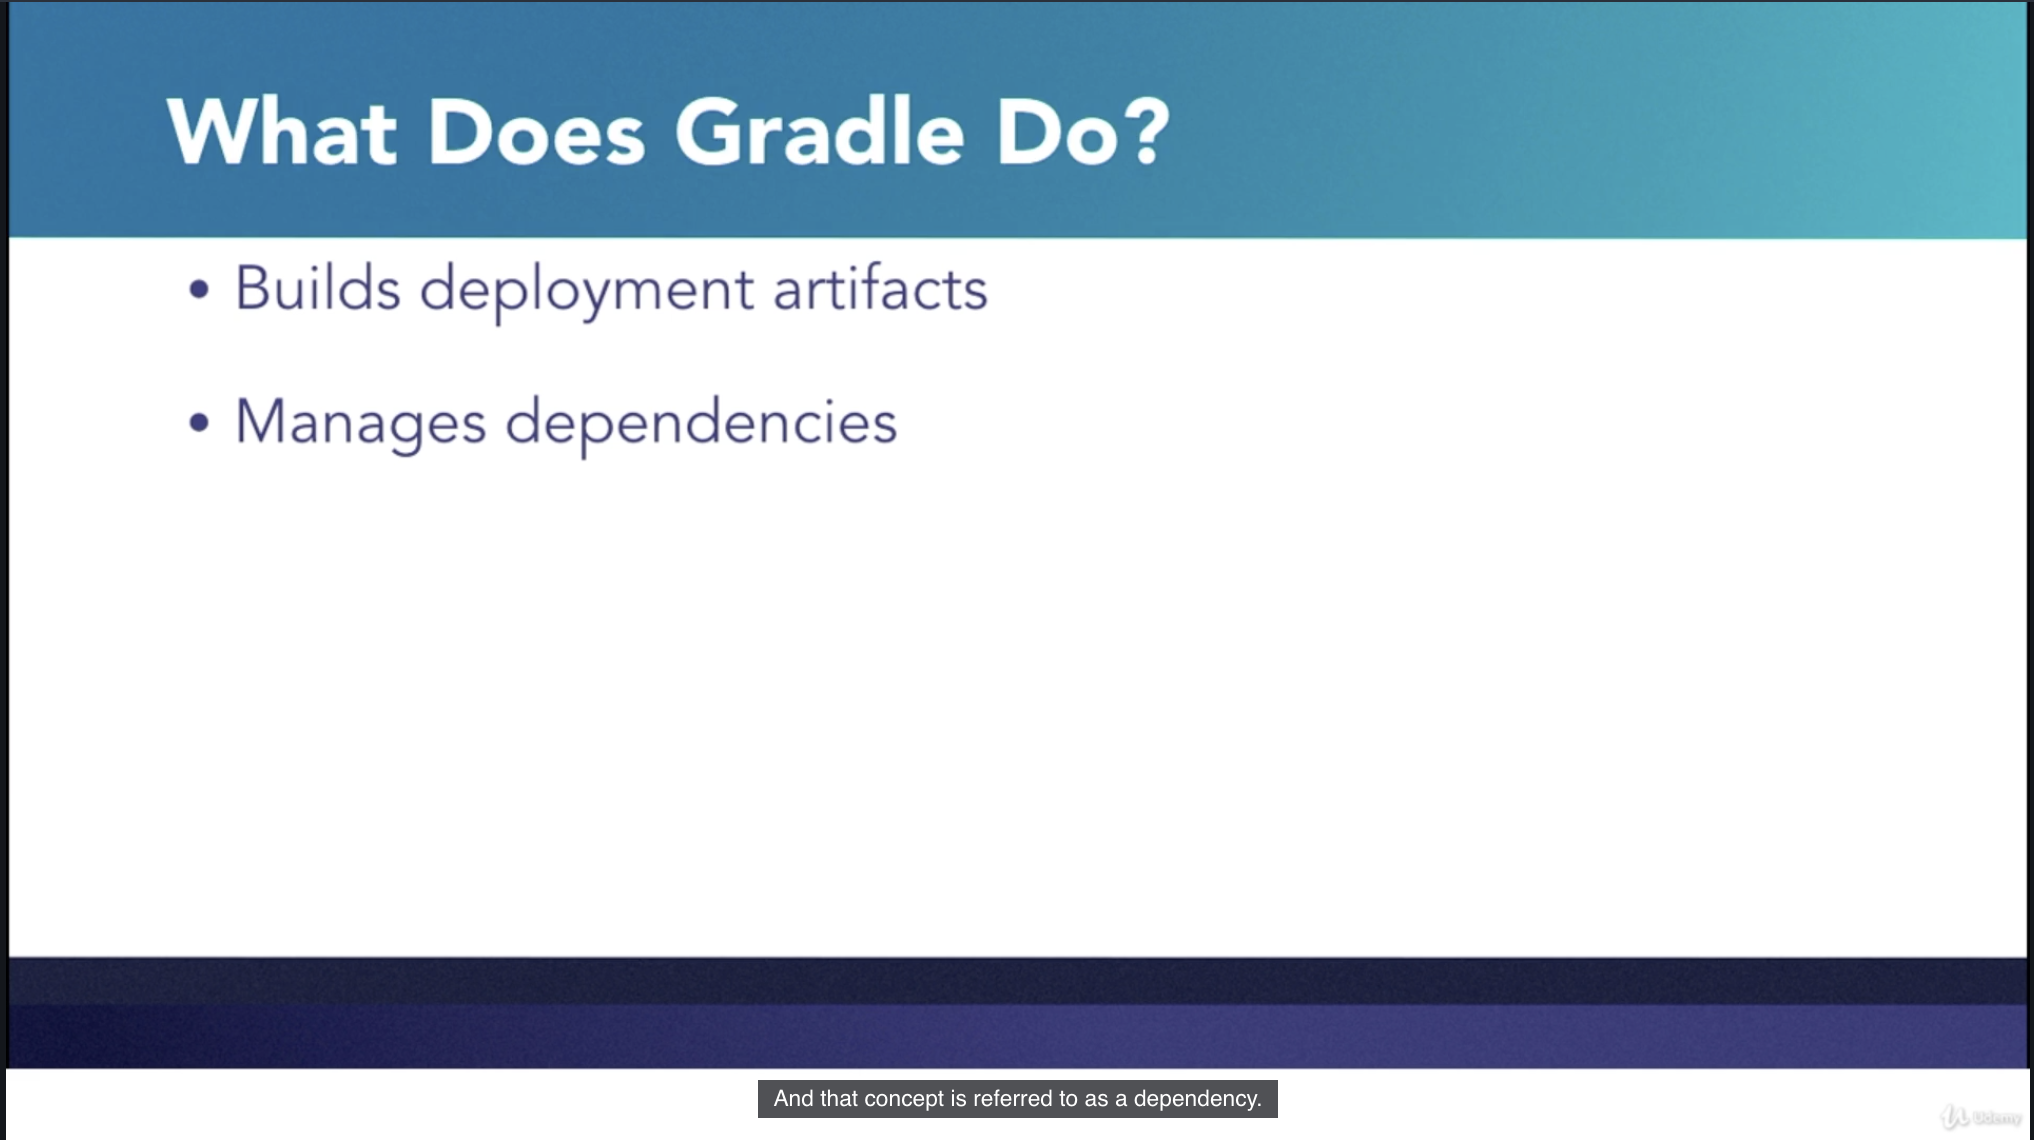 What Does Gradle Do?
• Builds deployment artifacts
• Manages dependencies
And that concept is referred to as a dependency.
Udemy